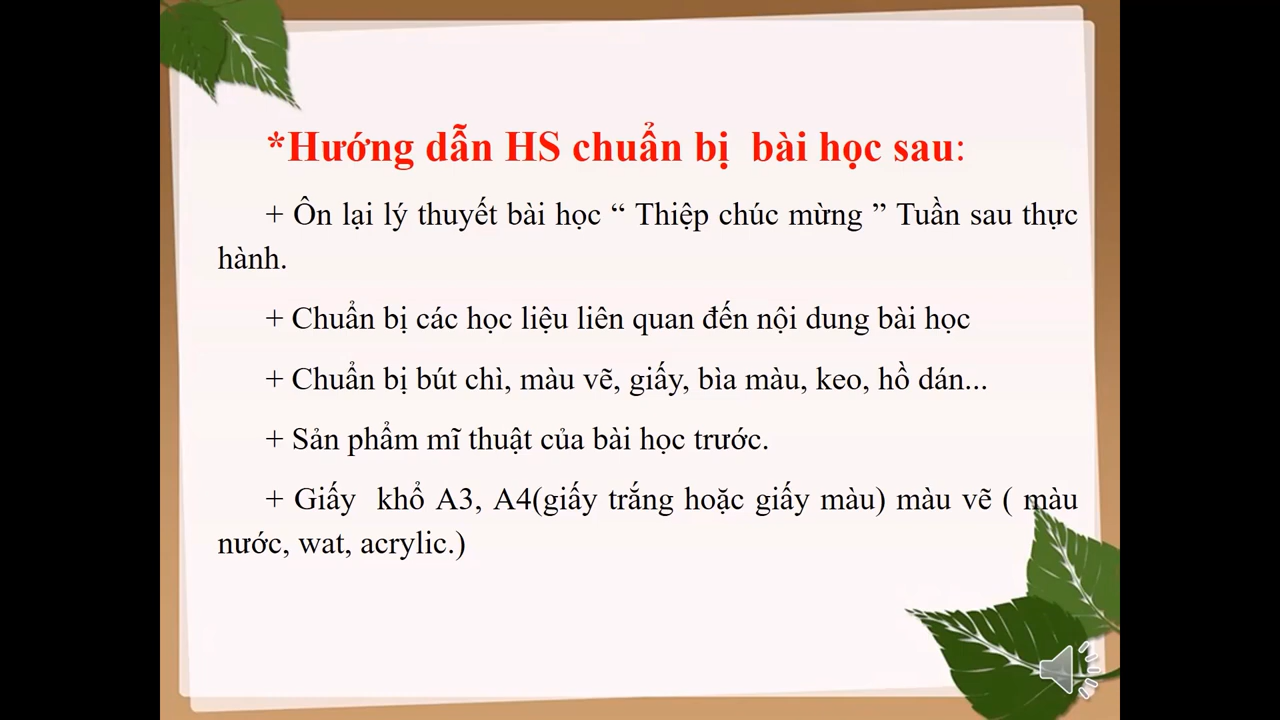 *Hướng dẫn HS chuẩn bị bài học sau:
+ Ôn lại lý thuyết bài học “ Thiệp chúc mừng ” Tuần sau thực
hành.
+ Chuẩn bị các học liệu liên quan đến nội dung bài học
+ Chuẩn bị bút chì, màu vẽ, giấy, bìa màu, keo, hồ dán...
+ Sản phẩm mĩ thuật của bài học trước.
+ Giấy khổ A3, A4(giấy trắng hoặc giấy màu) màu vẽ ( màu
nước, wat, acrylic.)